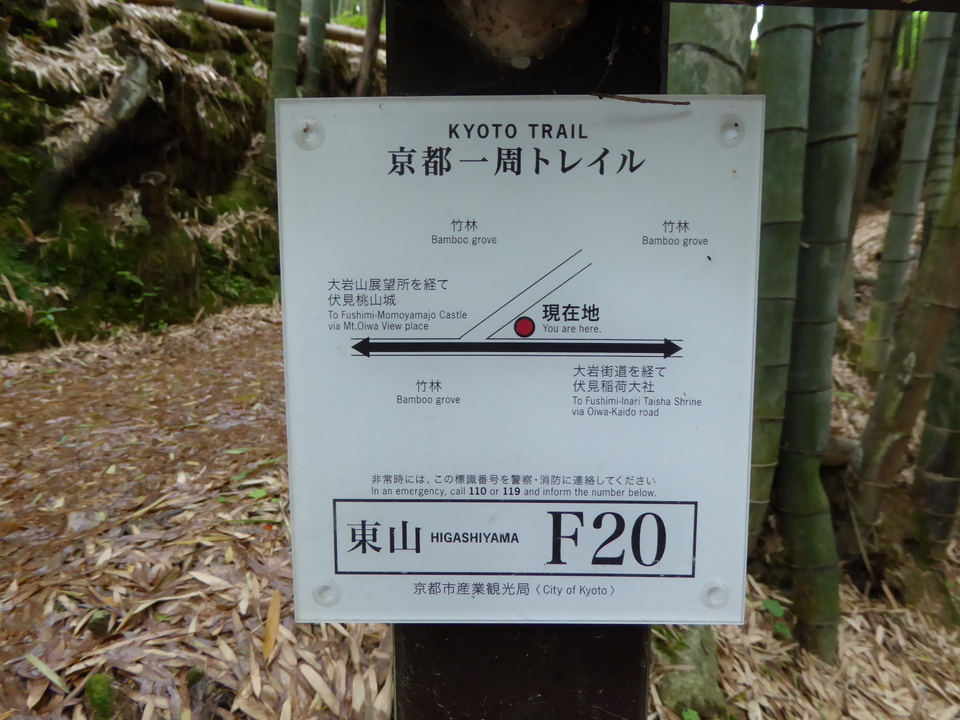 KYOTO TRAIL
京都一周トレイル
竹林
Bamboo grove
竹林
Bamboo grove
大岩山展望所を経て
伏見桃山城
To Fushimi-Momoyamajo Castle
via Mt.Oiwa View place
現在地
You are here.
竹林
Bamboo grove
大岩街道を経て
伏見稲荷大社
To Fushimi-Inari Taisha Shrine
via Oiwa-Kaido road
非常時には、この標識番号を警察・消防に連絡してください
In an emergency, call 110 or 119 and inform the number below.
東山 HIGASHIYAMA F20
京都市産業観光局〈City of Kyoto〉